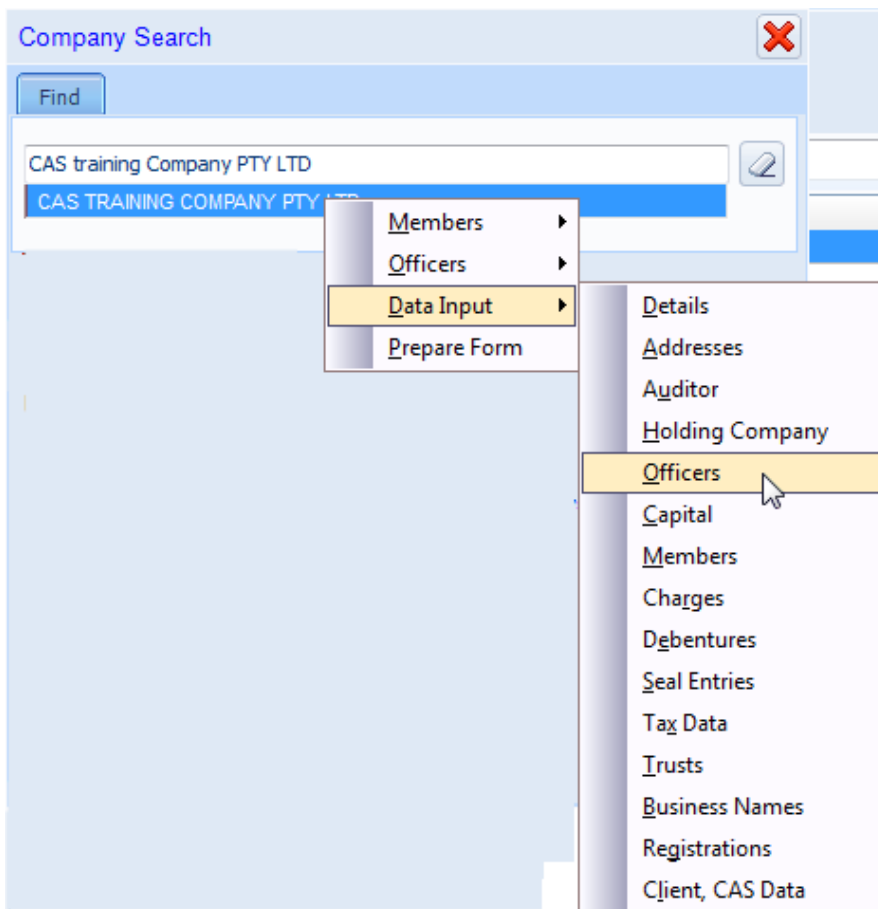 Company Search
Find
CAS training Company PTY LTD
CAS TRAINING COMPANY PTY LTD
Members
Officers
Data Input
Prepare Form
Details
Addresses
Auditor
Holding Company
Officers
Capital
Members
Charges
Debentures
Seal Entries
Tax Data
Trusts
Business Names
Registrations
Client, CAS Data